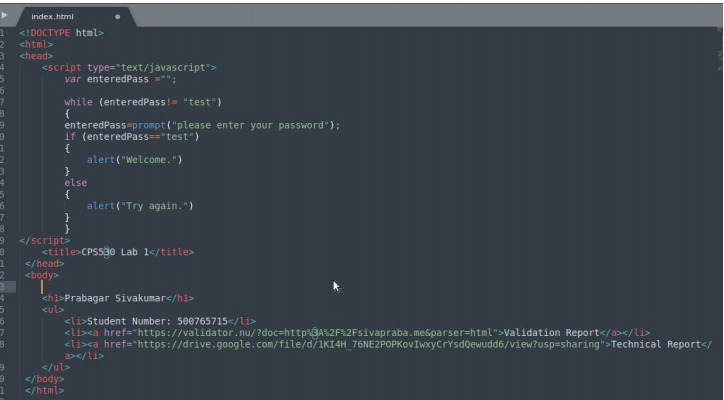 index.html
1 <!DOCTYPE html>
2 <html>
3 <head>
4 <script type="text/javascript">
5 var enteredPass ="";
6
7 while (enteredPass!= "test")
8 {
9 enteredPass=prompt("please enter your password");
0 if (enteredPass=="test")
1 {
2 alert("Welcome.")
3 }
4 else
5 {
6 alert("Try again.")
7 }
8 }
9 </script>
0 <title>CPS530 Lab 1</title>
1 </head>
2 <body>
3
4 <h1>Prabagar Sivakumar</h1>
5 <ul>
6 <li>Student Number: 500765715</li>
7 <li><a href="https://validator.nu/?doc=http%3A%2F%2Fsivapraba.me&parser=html">Validation Report</a></li>
8 <li><a href="https://drive.google.com/file/d/1KI4H_76NE2POPKovIwxyCrYsdQewudd6/view?usp=sharing">Technical Report</
a></li>
9 </ul>
0 </body>
1 </html>